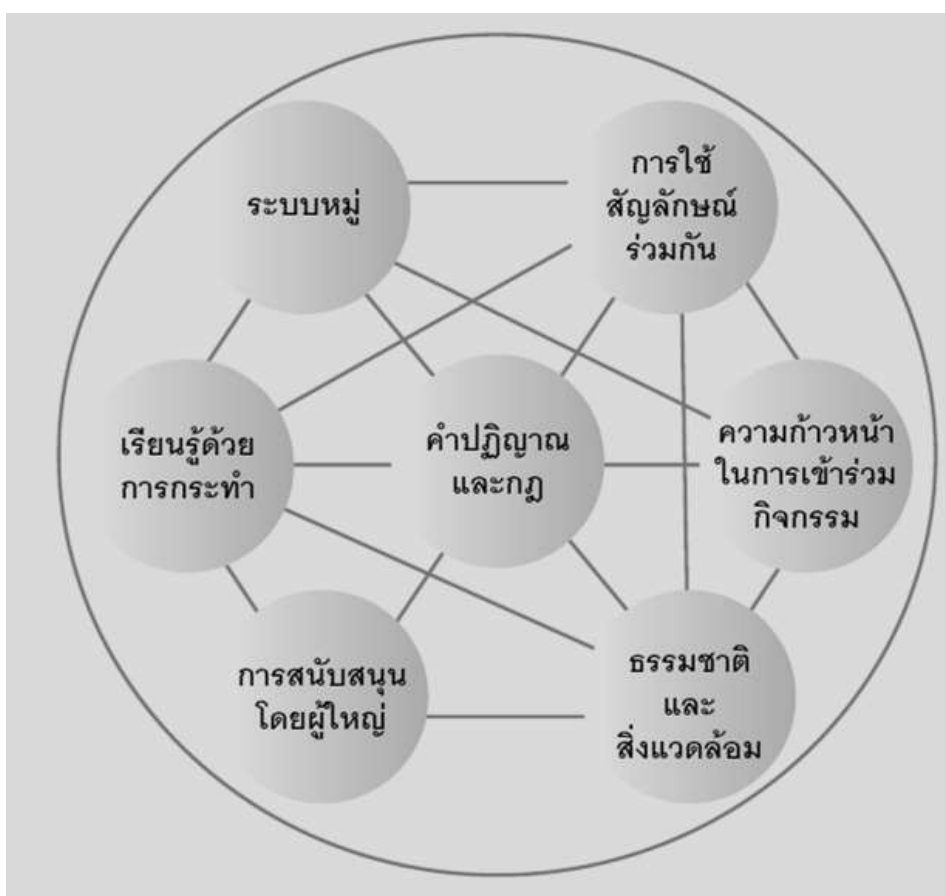 ระบบหมู่
การใช้
สัญลักษณ์
ร่วมกัน
เรียนรู้ด้วย
การกระทำ
คำปฏิญาณ
และกฎ
ความก้าวหน้า
ในการเข้าร่วม
กิจกรรม
การสนับสนุน
โดยผู้ใหญ่
ธรรมชาติ
และ
สิ่งแวดล้อม